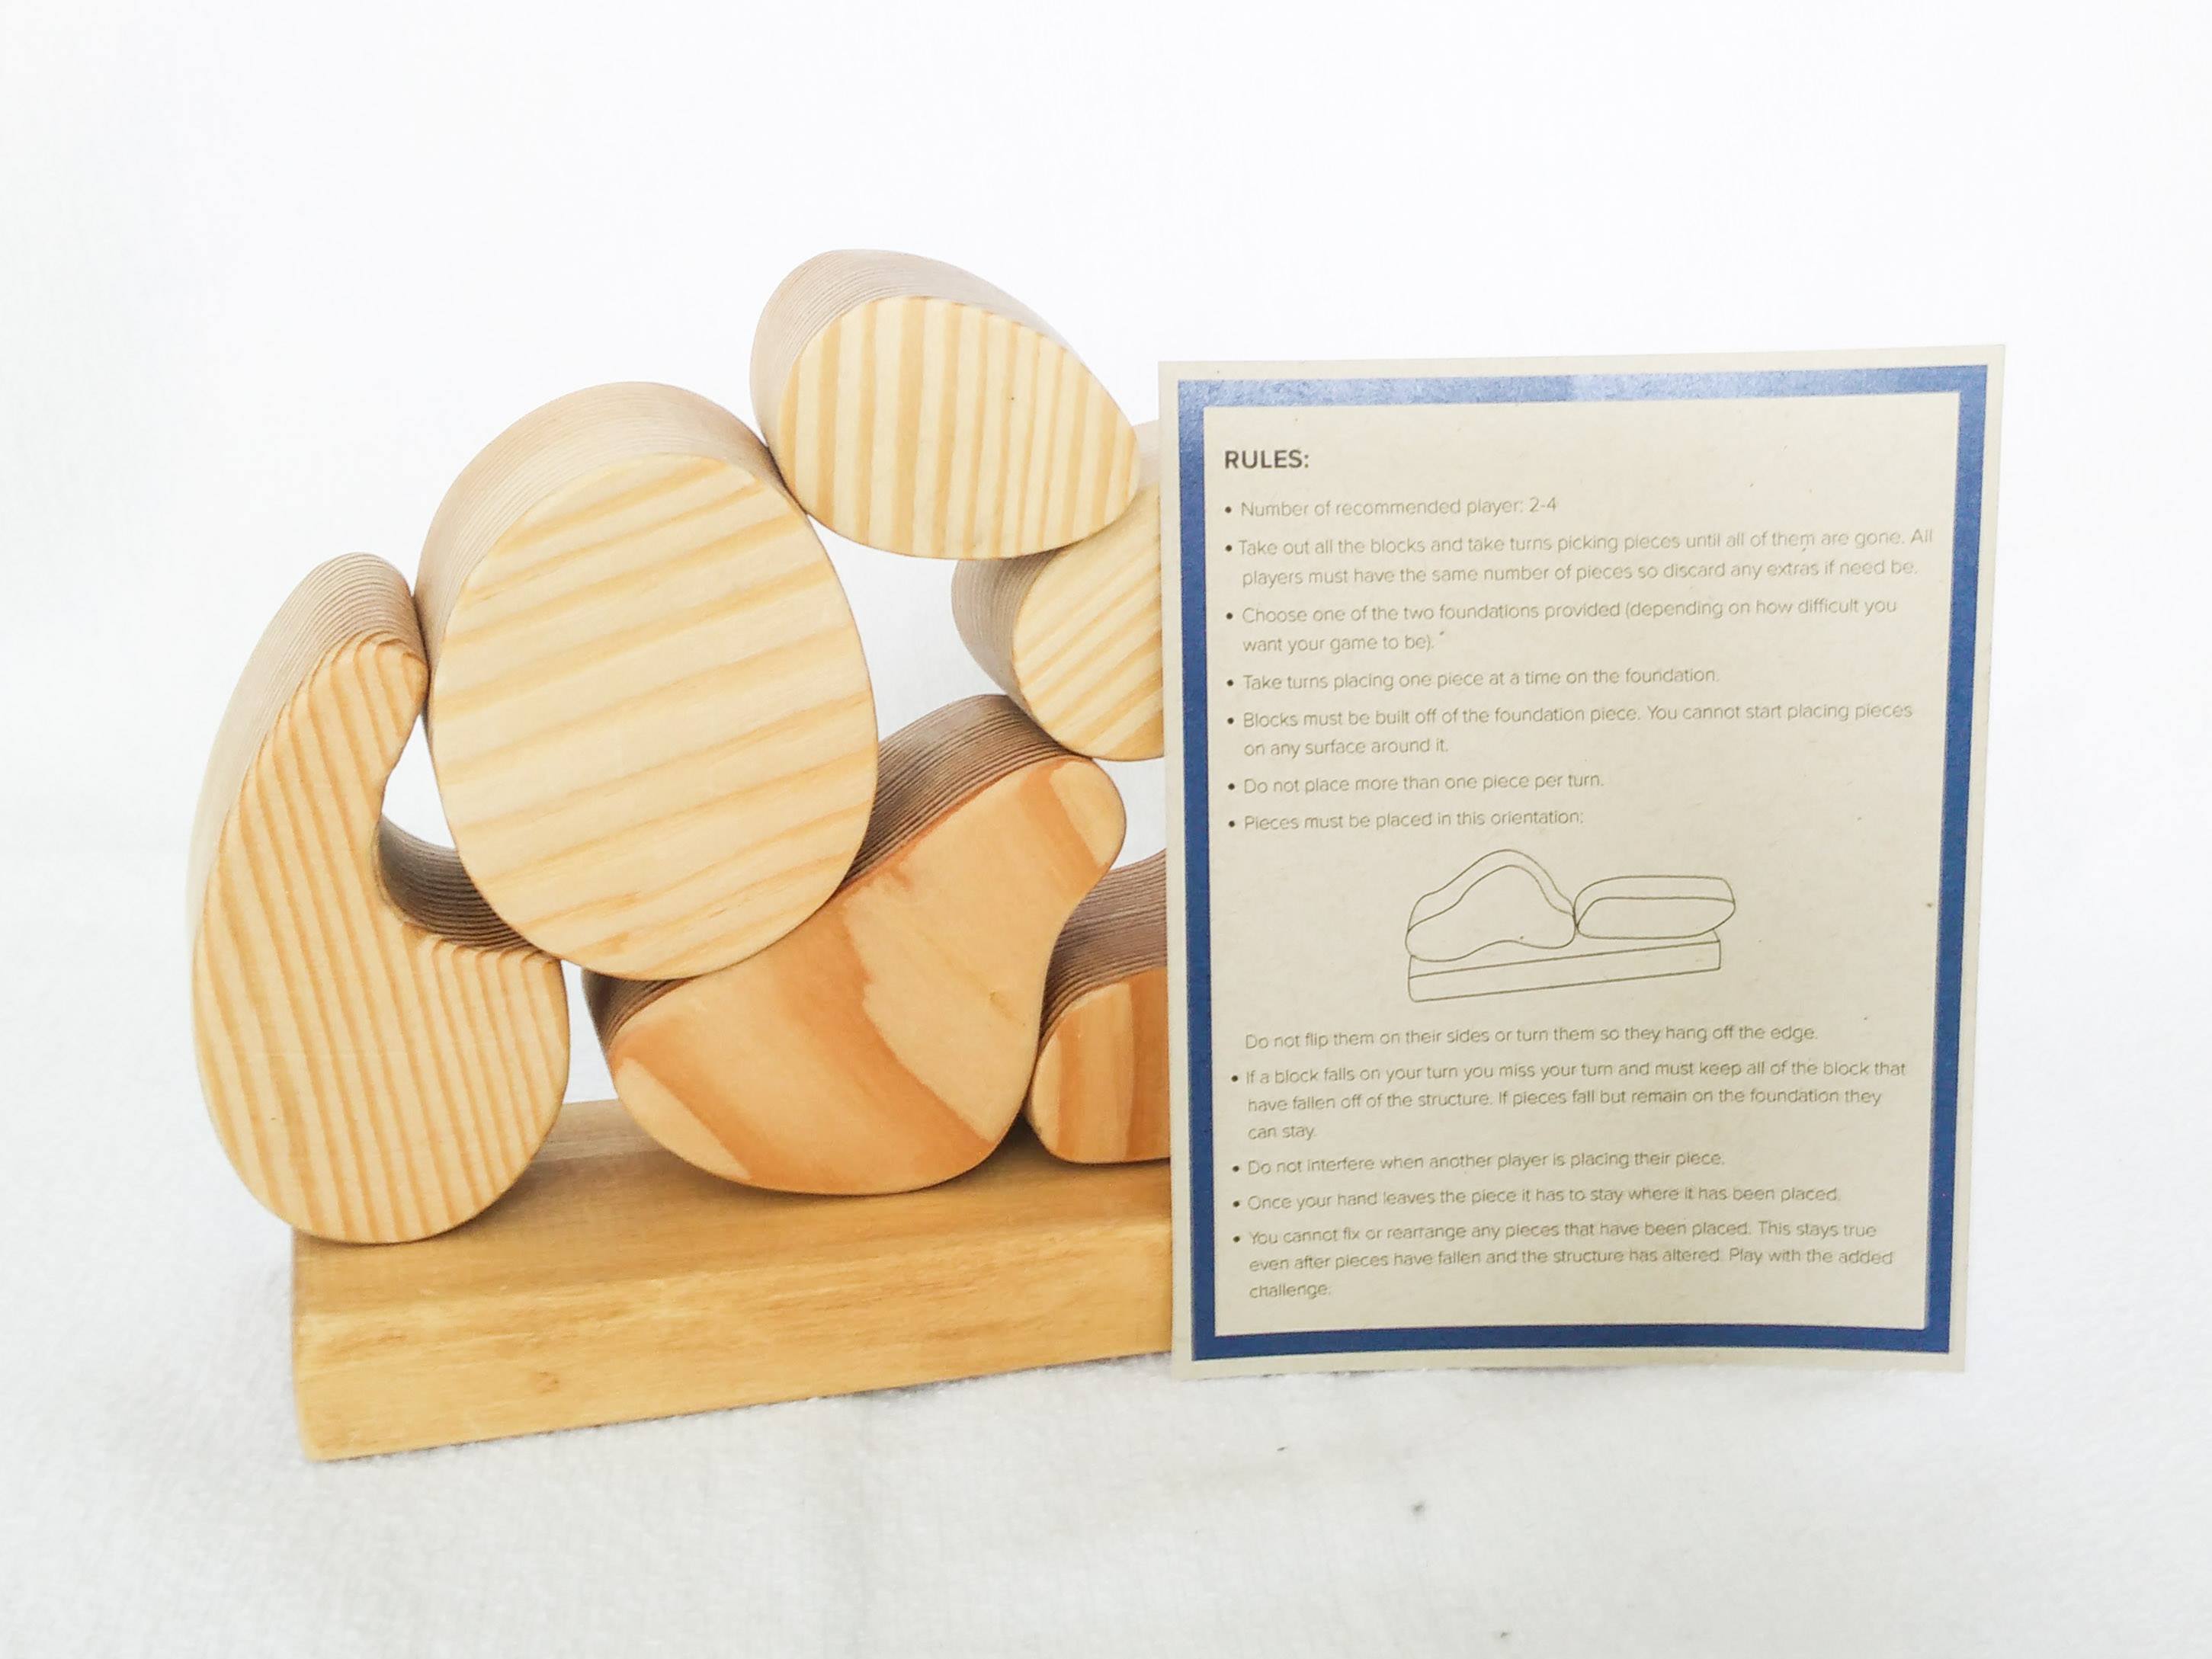 RULES:
• Number of recommended player: 2-4
• Take out all the blocks and take turns picking pieces until all of them are gone. All
players must have the same number of pieces so discard any extras if need be.
• Choose one of the two foundations provided (depending on how difficult you
want your game to be).
• Take turns placing one piece at a time on the foundation.
• Blocks must be built off of the foundation piece. You cannot start placing pieces
on any surface around it.
• Do not place more than one piece per turn.
• Pieces must be placed in this orientation:
Do not flip them on their sides or turn them so they hang off the edge.
• If a block falls on your turn you miss your turn and must keep all of the block that
have fallen off of the structure. If pieces fall but remain on the foundation they
can stay.
• Do not interfere when another player is placing their piece.
• Once your hand leaves the piece it has to stay where it has been placed.
• You cannot fix or rearrange any pieces that have been placed. This stays true
even after pieces have fallen and the structure has altered. Play with the added
challenge.